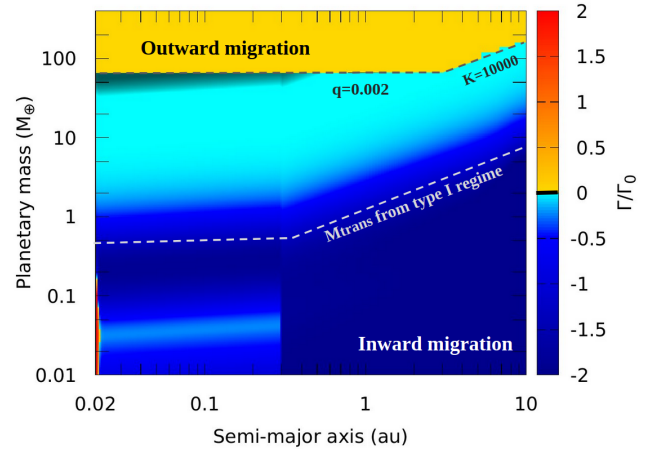 Outward migration
q=0.002
K=10000
Mtrans from type I regime
Inward migration
Planetary mass (M⊕)
100
10
1
0.1
0.01
0.02
0.1
1
10
Semi-major axis (au)
2
1.5
1
0.5
0
-0.5
-1
-1.5
-2
Γ/Γ0